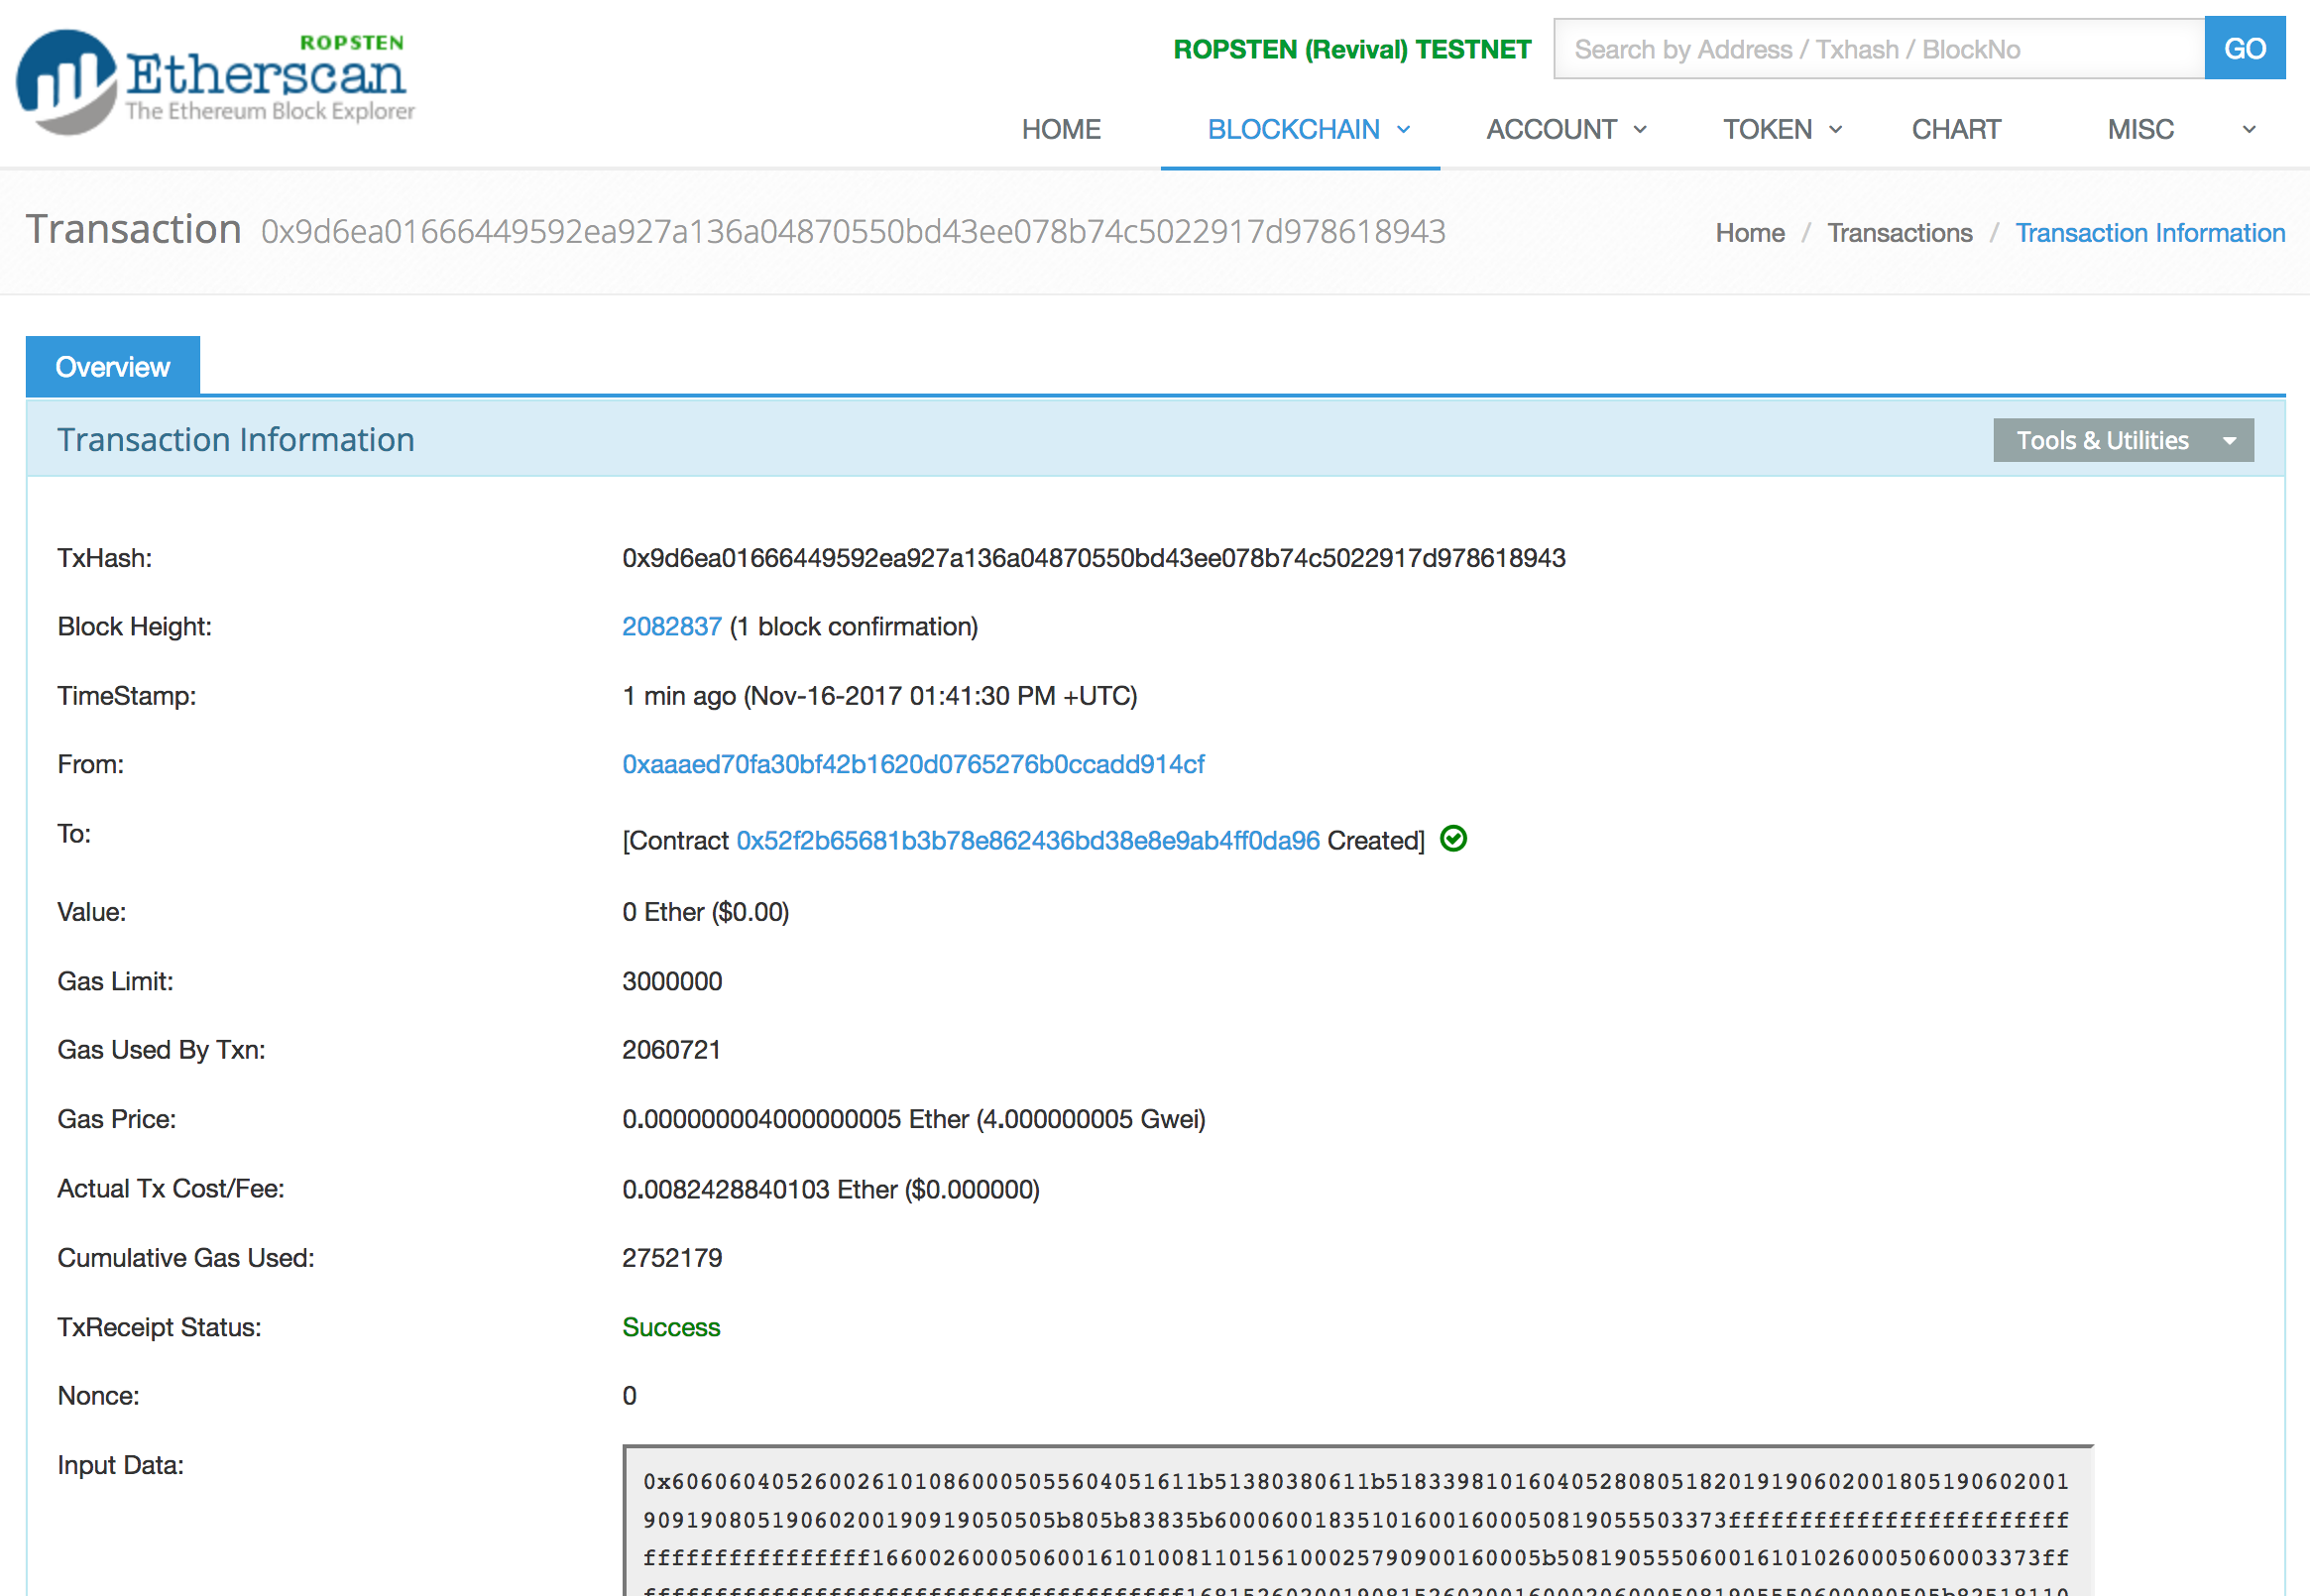 ROPSTEN
Etherscan
The Ethereum Block Explorer
ROPSTEN (Revival) TESTNET
Search by Address / Txhash / BlockNo
GO
HOME BLOCKCHAIN ACCOUNT TOKEN CHART MISC
Transaction 0x9d6ea01666449592ea927a136a04870550bd43ee078b74c5022917d978618943
Home / Transactions / Transaction Information
Overview
Transaction Information
Tools & Utilities
TxHash: 0x9d6ea01666449592ea927a136a04870550bd43ee078b74c5022917d978618943
Block Height: 2082837 (1 block confirmation)
TimeStamp: 1 min ago (Nov-16-2017 01:41:30 PM +UTC)
From: 0xaaaed70fa30bf42b1620d0765276b0ccadd914cf
To: [Contract 0x52f2b65681b3b78e862436bd38e8e9ab4ff0da96 Created]
Value: 0 Ether ($0.00)
Gas Limit: 3000000
Gas Used By Txn: 2060721
Gas Price: 0.000000004000000005 Ether (4.000000005 Gwei)
Actual Tx Cost/Fee: 0.0082428840103 Ether ($0.000000)
Cumulative Gas Used: 2752179
TxReceipt Status: Success
Nonce: 0
Input Data:
0x6060604052600261010860005055604051611b51380380611b518339810160405280805182019190602001805190602001
9091908051906020019091905050505b805b83835b600060018351016001600050819055503373ffffffffffffffffffffffff
ffffffffffffffff16600260005060016101008110156100025790900160005b5081905550600161010260005060003373ff